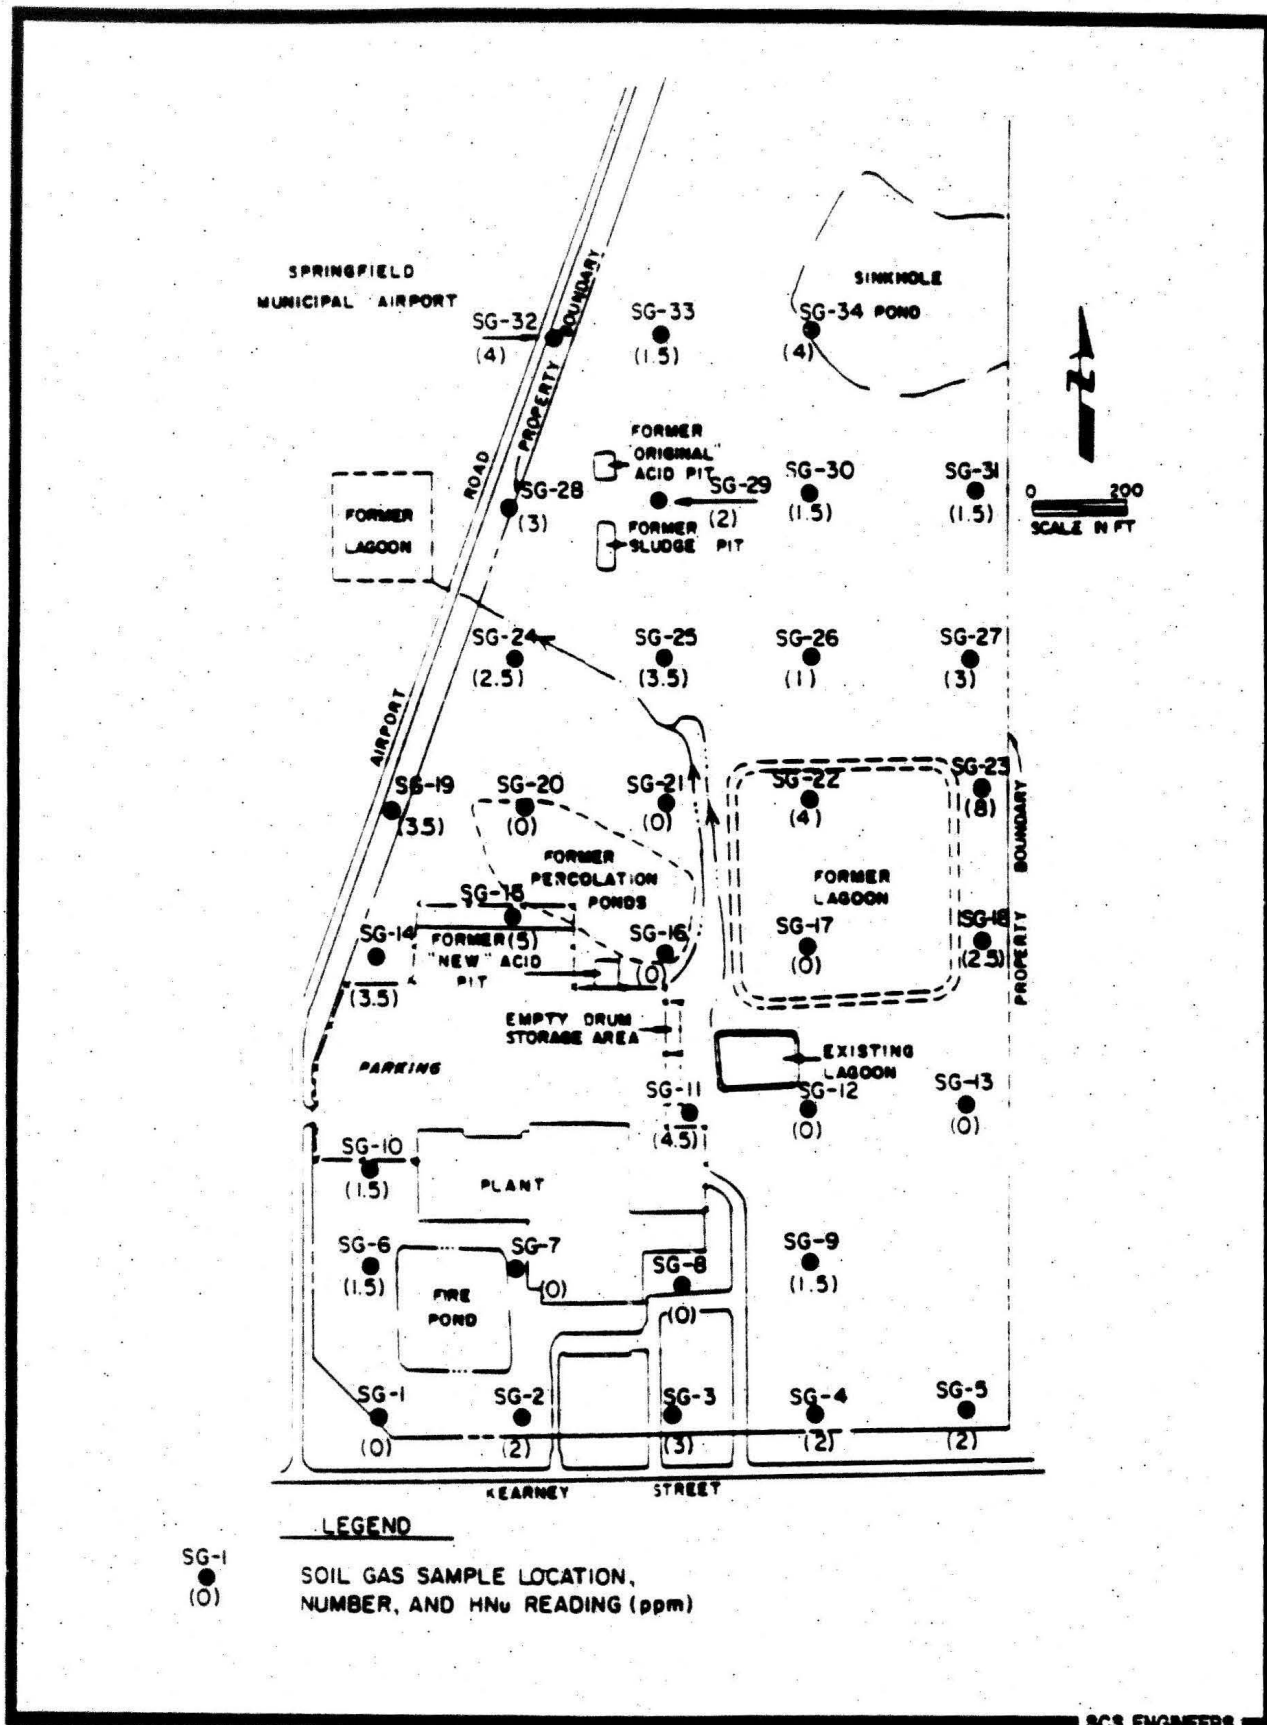 SPRINGFIELD
MUNICIPAL AIRPORT
SINKHOLE
POND
SG-32
(4)
SG-33
(1.5)
SG-34
(4)
PROPERTY BOUNDARY
N
FORMER
"ORIGINAL"
ACID PIT
ROAD
SG-28
(3)
SG-29
(2)
SG-30
(1.5)
SG-31
(1.5)
0 200
SCALE IN FT
FORMER
LAGOON
FORMER
SLUDGE PIT
SG-24
(2.5)
SG-25
(3.5)
SG-26
(1)
SG-27
(3)
AIRPORT
SG-19
(3.5)
SG-20
(0)
SG-21
(0)
SG-22
(4)
SG-23
(8)
PROPERTY BOUNDARY
FORMER
PERCOLATION
PONDS
FORMER
LAGOON
SG-15
(5)
SG-14
(3.5)
FORMER
"NEW" ACID
PIT
SG-16
(0)
SG-17
(0)
SG-18
(2.5)
EMPTY DRUM
STORAGE AREA
EXISTING
LAGOON
PARKING
SG-11
(4.5)
SG-12
(0)
SG-13
(0)
SG-10
(1.5)
PLANT
SG-6
(1.5)
SG-7
(0)
SG-8
(0)
SG-9
(1.5)
FIRE
POND
SG-1
(0)
SG-2
(2)
SG-3
(3)
SG-4
(2)
SG-5
(2)
KEARNEY STREET
LEGEND
SG-1
(0)
SOIL GAS SAMPLE LOCATION,
NUMBER, AND HNu READING (ppm)
SCS ENGINEERS